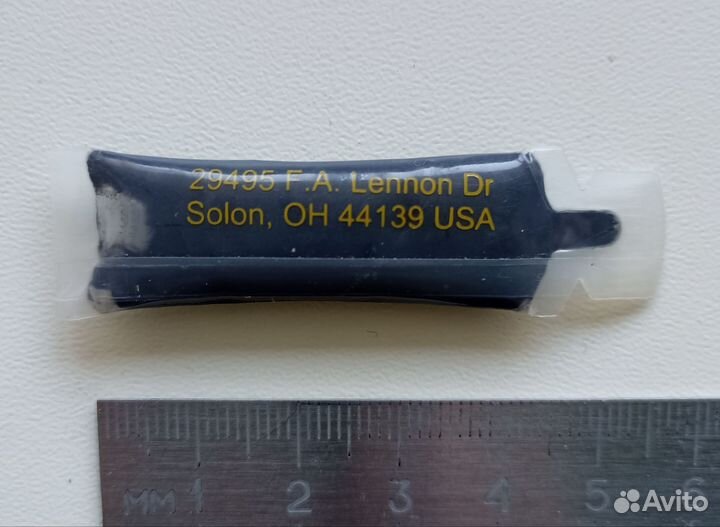 29495 F.A. Lennon Dr
Solon, OH 44139 USA
мм 1 2 3 4 5 6
Avito